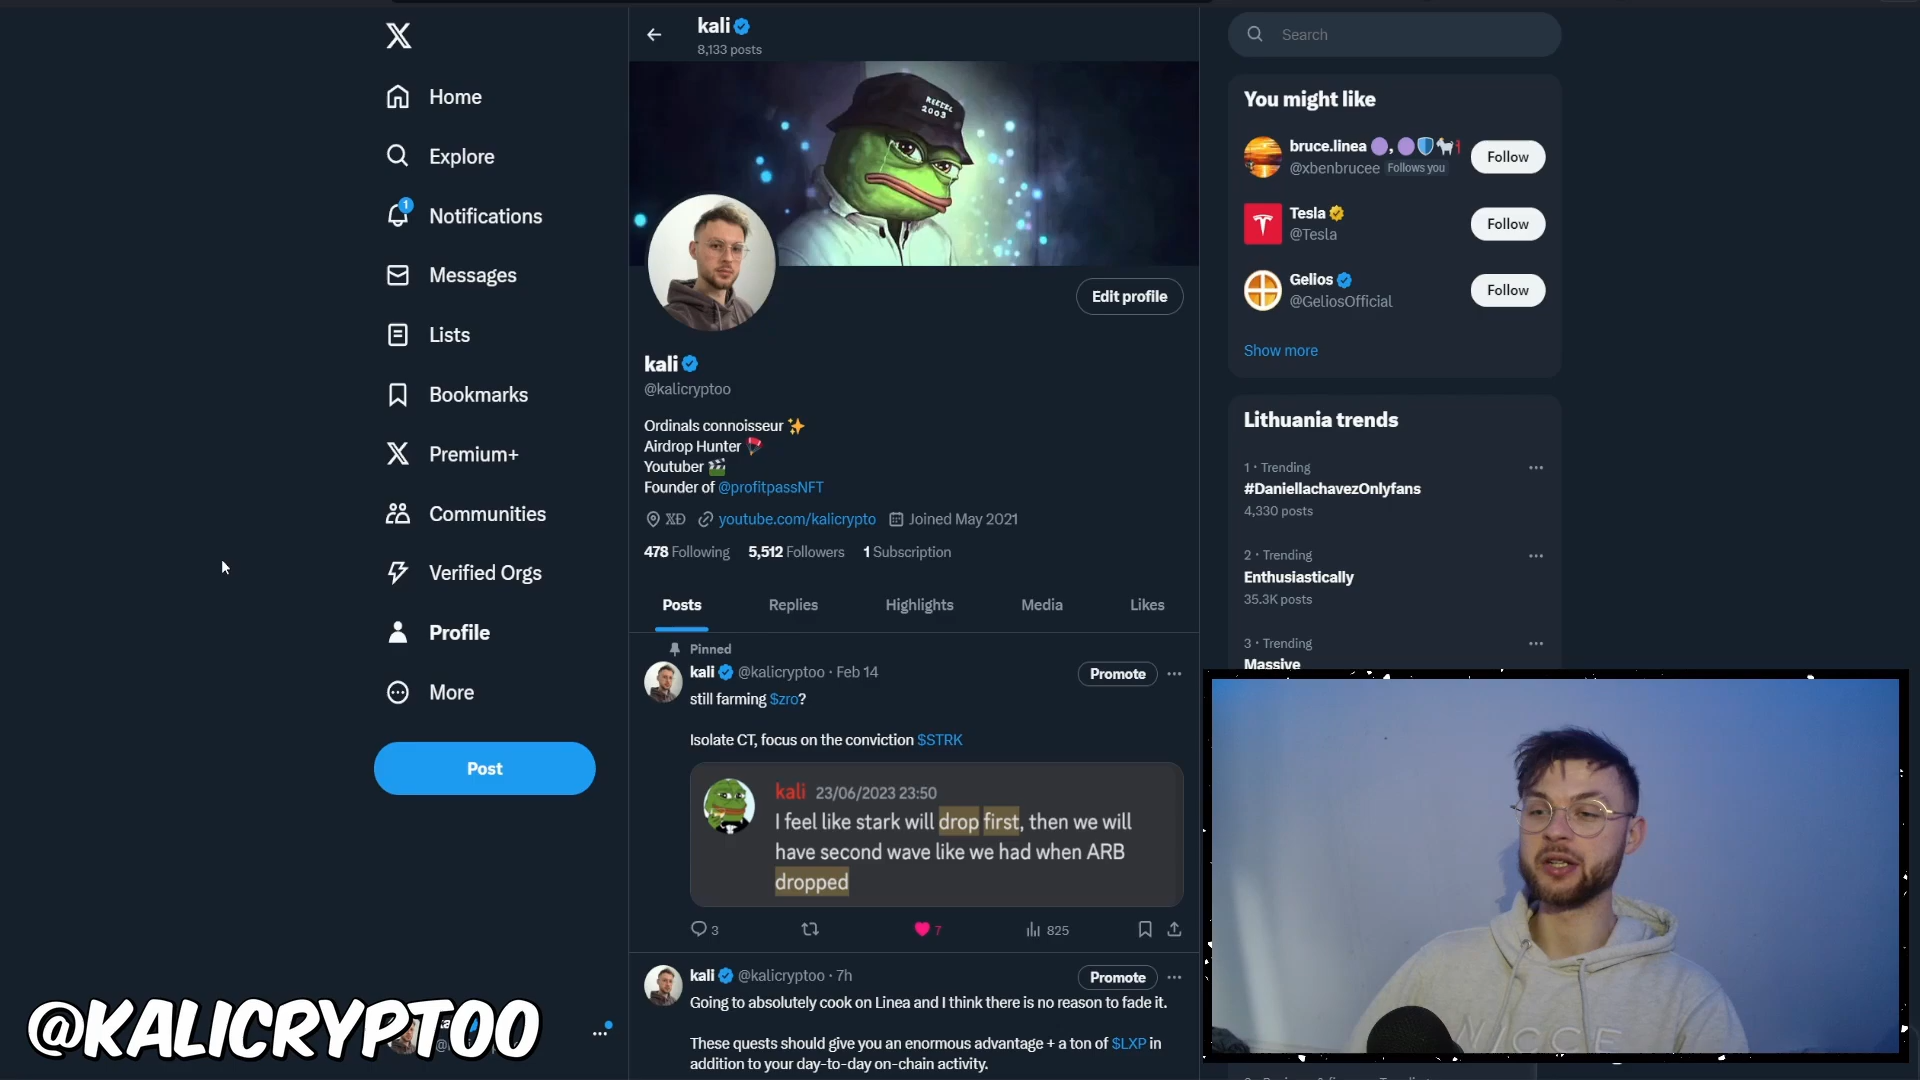 Home
Explore
1
Notifications
Messages
Lists
Bookmarks
Premium+
Communities
Verified Orgs
Profile
More
Post
@KALICRYPTOO
kali
8,133 posts
REEZEL
2003
Edit profile
kali
@kalicryptoo
Ordinals connoisseur ✨
Airdrop Hunter 🪂
Youtuber 🎬
Founder of @profitpassNFT
youtube.com/kalicrypto Joined May 2021
478 Following 5,512 Followers 1 Subscription
Posts Replies Highlights Media Likes
Pinned
kali @kalicryptoo · Feb 14
Promote
still farming $zro?
Isolate CT, focus on the conviction $STRK
kali 23/06/2023 23:50
I feel like stark will drop first, then we will
have second wave like we had when ARB
dropped
3 7 825
kali @kalicryptoo · 7h
Promote
Going to absolutely cook on Linea and I think there is no reason to fade it.
These quests should give you an enormous advantage + a ton of $LXP in
addition to your day-to-day on-chain activity.
Search
You might like
bruce.linea
@xbenbrucee Follows you
Follow
Tesla
@Tesla
Follow
Gelios
@GeliosOfficial
Follow
Show more
Lithuania trends
1 · Trending
#DaniellachavezOnlyfans
4,330 posts
2 · Trending
Enthusiastically
35.3K posts
3 · Trending
Massive
NICCE